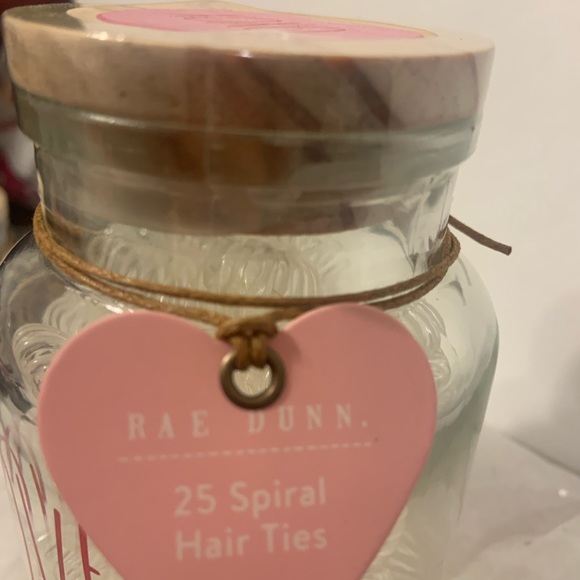 RAE DUNN.
25 Spiral
Hair Ties